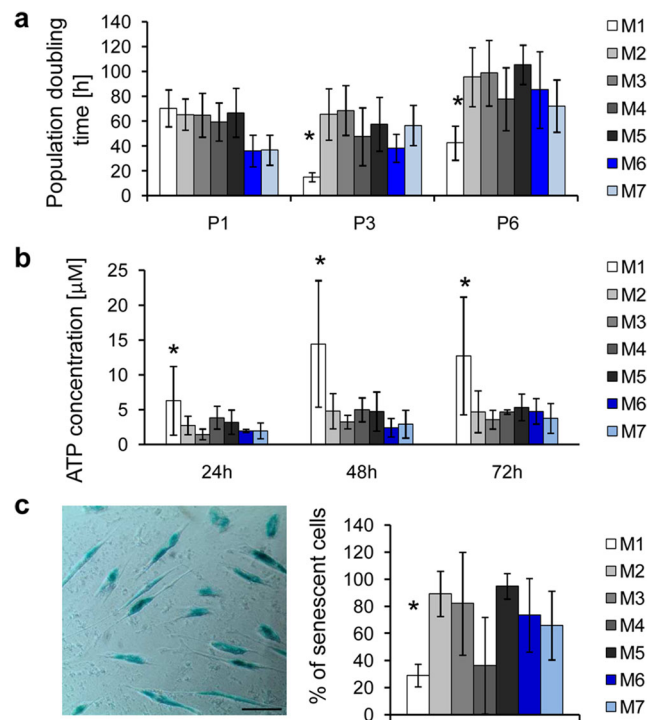 a
Population doubling
time [h]
140
120
100
80
60
40
20
0
*
*
P1 P3 P6
M1
M2
M3
M4
M5
M6
M7
b
ATP concentration [µM]
25
20
15
10
5
0
*
*
*
24h 48h 72h
M1
M2
M3
M4
M5
M6
M7
c
% of senescent cells
140
120
100
80
60
40
20
0
*
M1
M2
M3
M4
M5
M6
M7